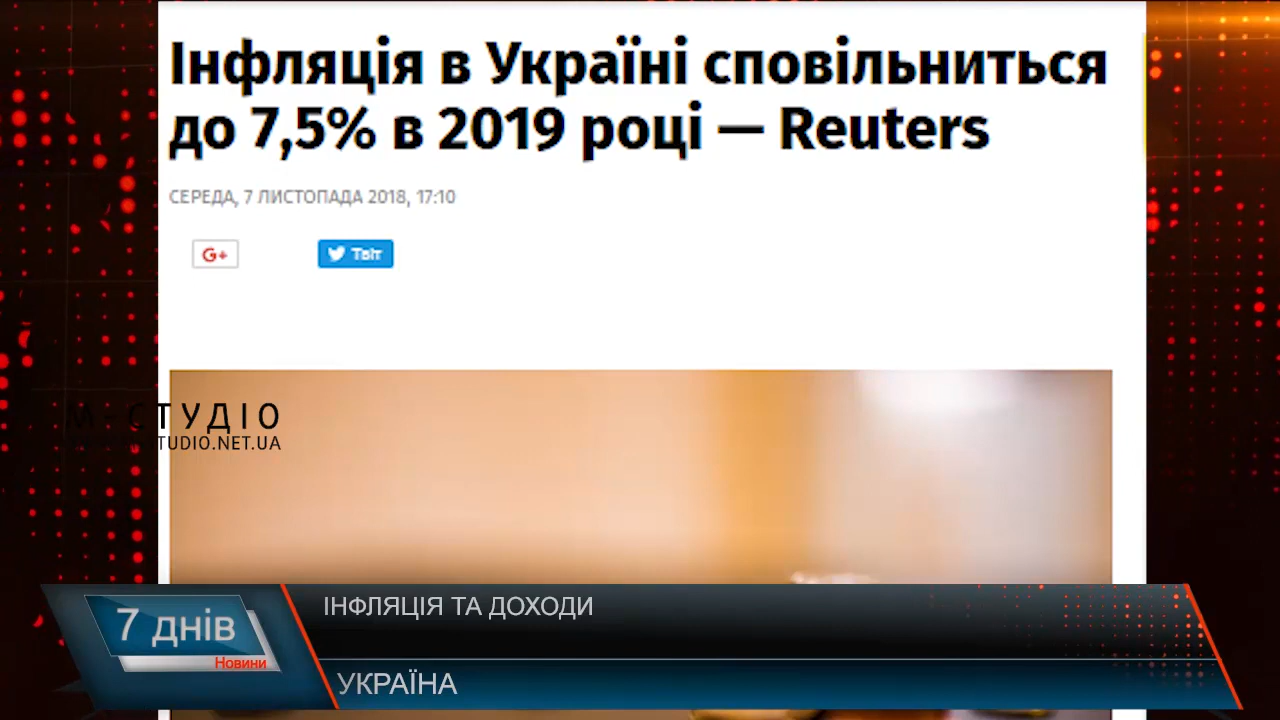 Інфляція в Україні сповільниться
до 7,5% в 2019 році — Reuters
СЕРЕДА, 7 ЛИСТОПАДА 2018, 17:10
G+
Твіт
М-СТУДІО
STUDIO.NET.UA
ІНФЛЯЦІЯ ТА ДОХОДИ
7 днів
Новини
УКРАЇНА